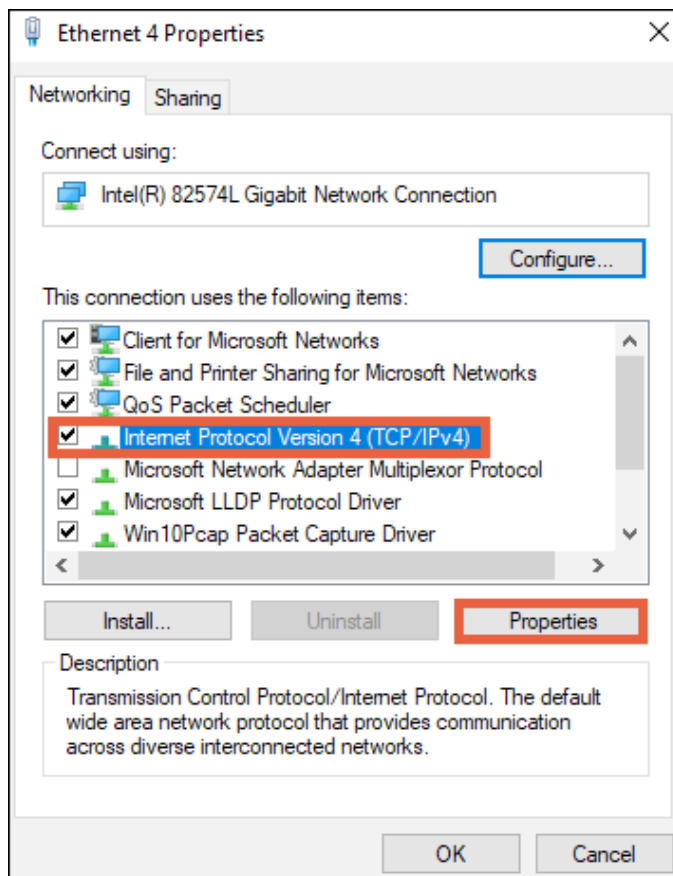 Ethernet 4 Properties
Networking
Sharing
Connect using:
Intel(R) 82574L Gigabit Network Connection
Configure...
This connection uses the following items:
Client for Microsoft Networks
File and Printer Sharing for Microsoft Networks
QoS Packet Scheduler
Internet Protocol Version 4 (TCP/IPv4)
Microsoft Network Adapter Multiplexor Protocol
Microsoft LLDP Protocol Driver
Win10Pcap Packet Capture Driver
Install...
Uninstall
Properties
Description
Transmission Control Protocol/Internet Protocol. The default
wide area network protocol that provides communication
across diverse interconnected networks.
OK
Cancel